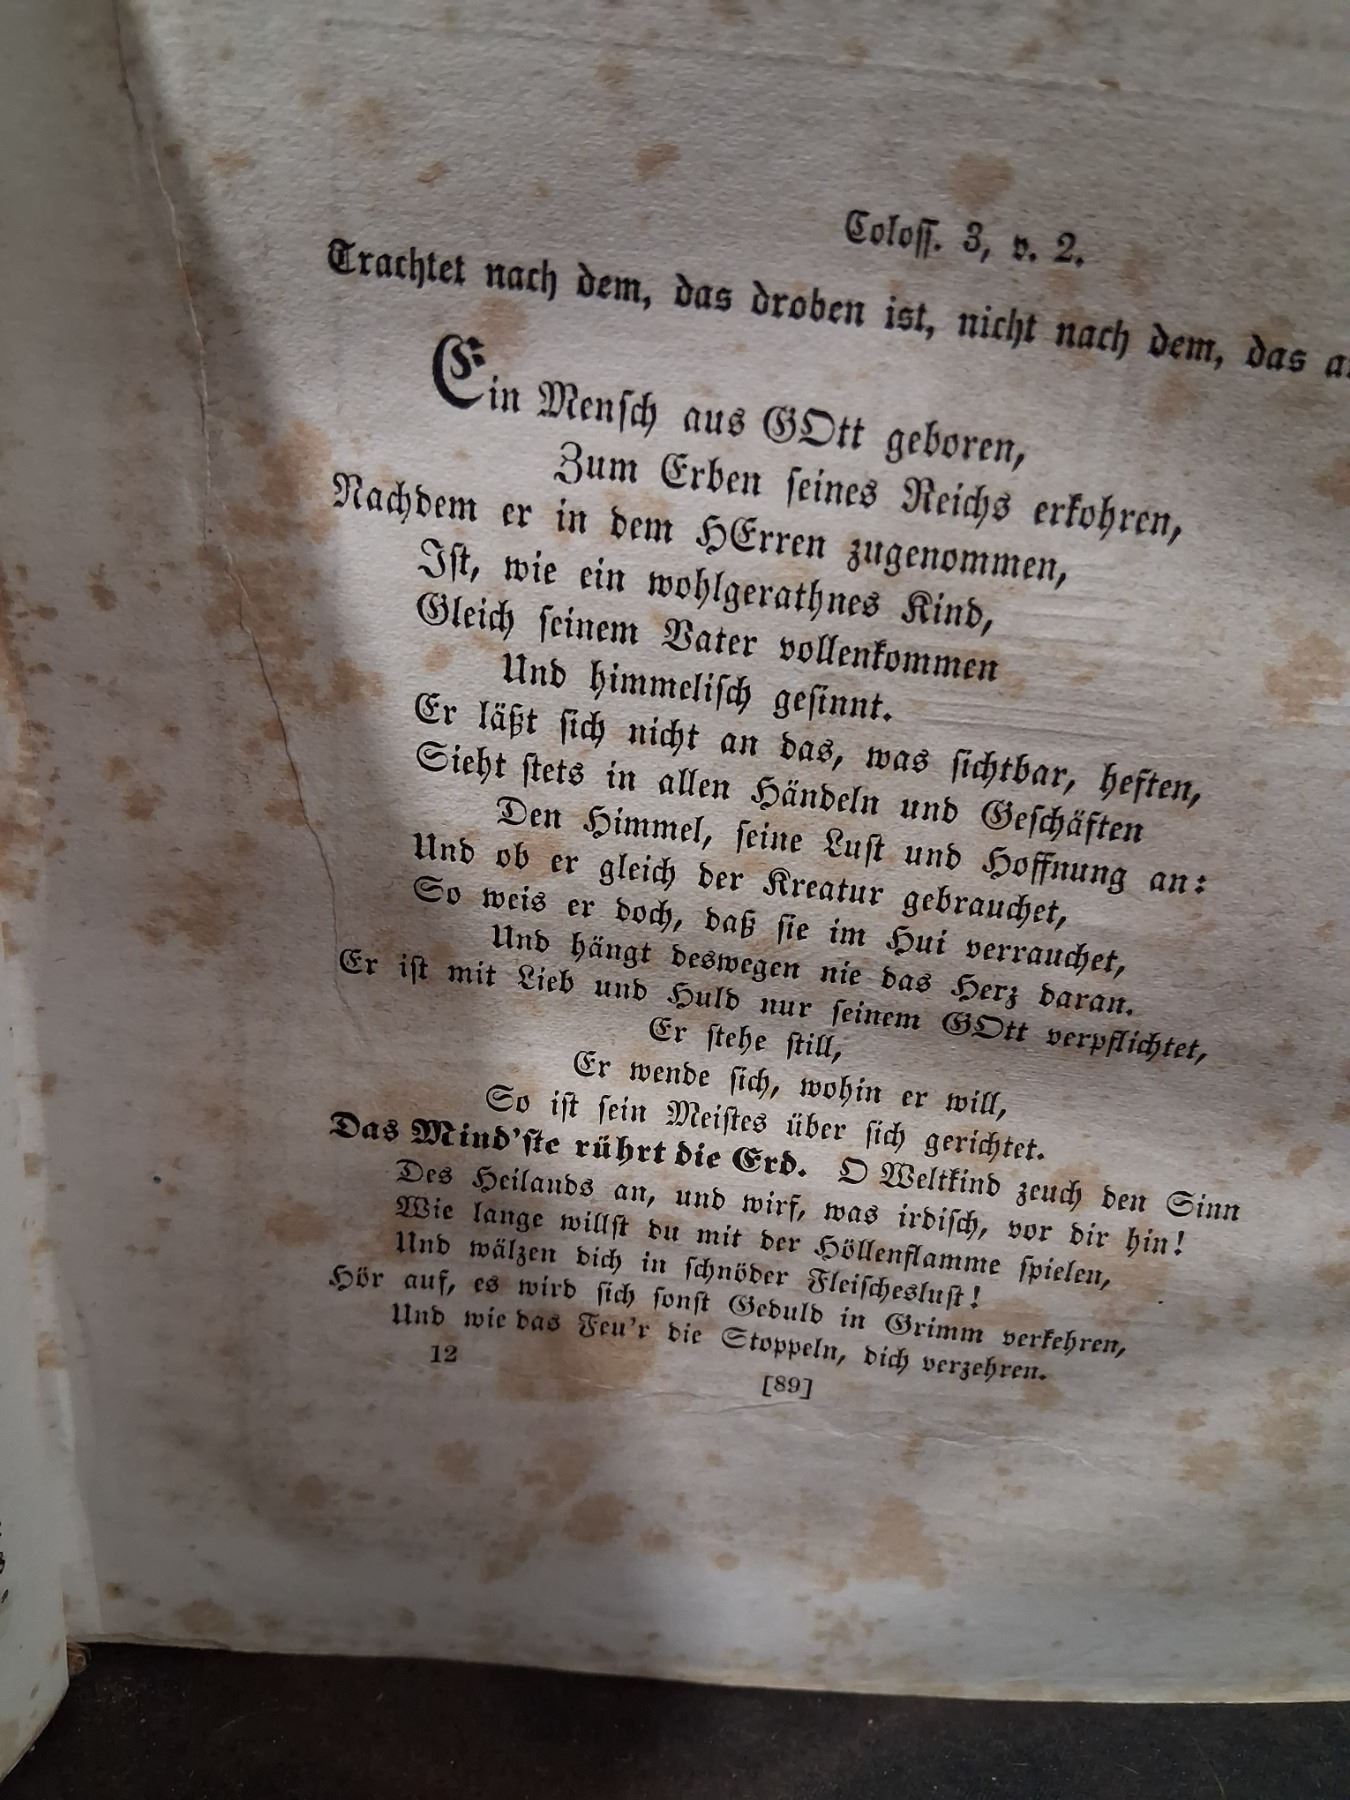 Coloſſ. 3, v. 2.
Trachtet nach dem, das droben ist, nicht nach dem, das
Ein Menſch aus GOtt geboren,
Zum Erben ſeines Reichs erkohren,
Nachdem er in dem HErren zugenommen,
Iſt, wie ein wohlgerathnes Kind,
Gleich ſeinem Vater vollenkommen
Und himmeliſch geſinnt.
Er läßt ſich nicht an das, was ſichtbar, heften,
Sieht ſtets in allen Händeln und Geſchäften
Den Himmel, ſeine Luſt und Hoffnung an:
Und ob er gleich der Kreatur gebrauchet,
So weis er doch, daß ſie im Hui verrauchet,
Und hängt deswegen nie das Herz daran.
Er iſt mit Lieb und Huld nur ſeinem GOtt verpflichtet,
Er ſtehe ſtill,
Er wende ſich, wohin er will,
So iſt ſein Meiſtes über ſich gerichtet.
Das Mind'ſte rührt die Erd. O Weltkind zeuch den Sinn
Des Heilands an, und wirf, was irdiſch, vor dir hin!
Wie lange willſt du mit der Höllenflamme ſpielen,
Und wälzen dich in ſchnöder Fleiſchesluſt!
Hör auf, es wird ſich ſonſt Geduld in Grimm verkehren,
Und wie das Feu'r die Stoppeln, dich verzehren.
12
[89]